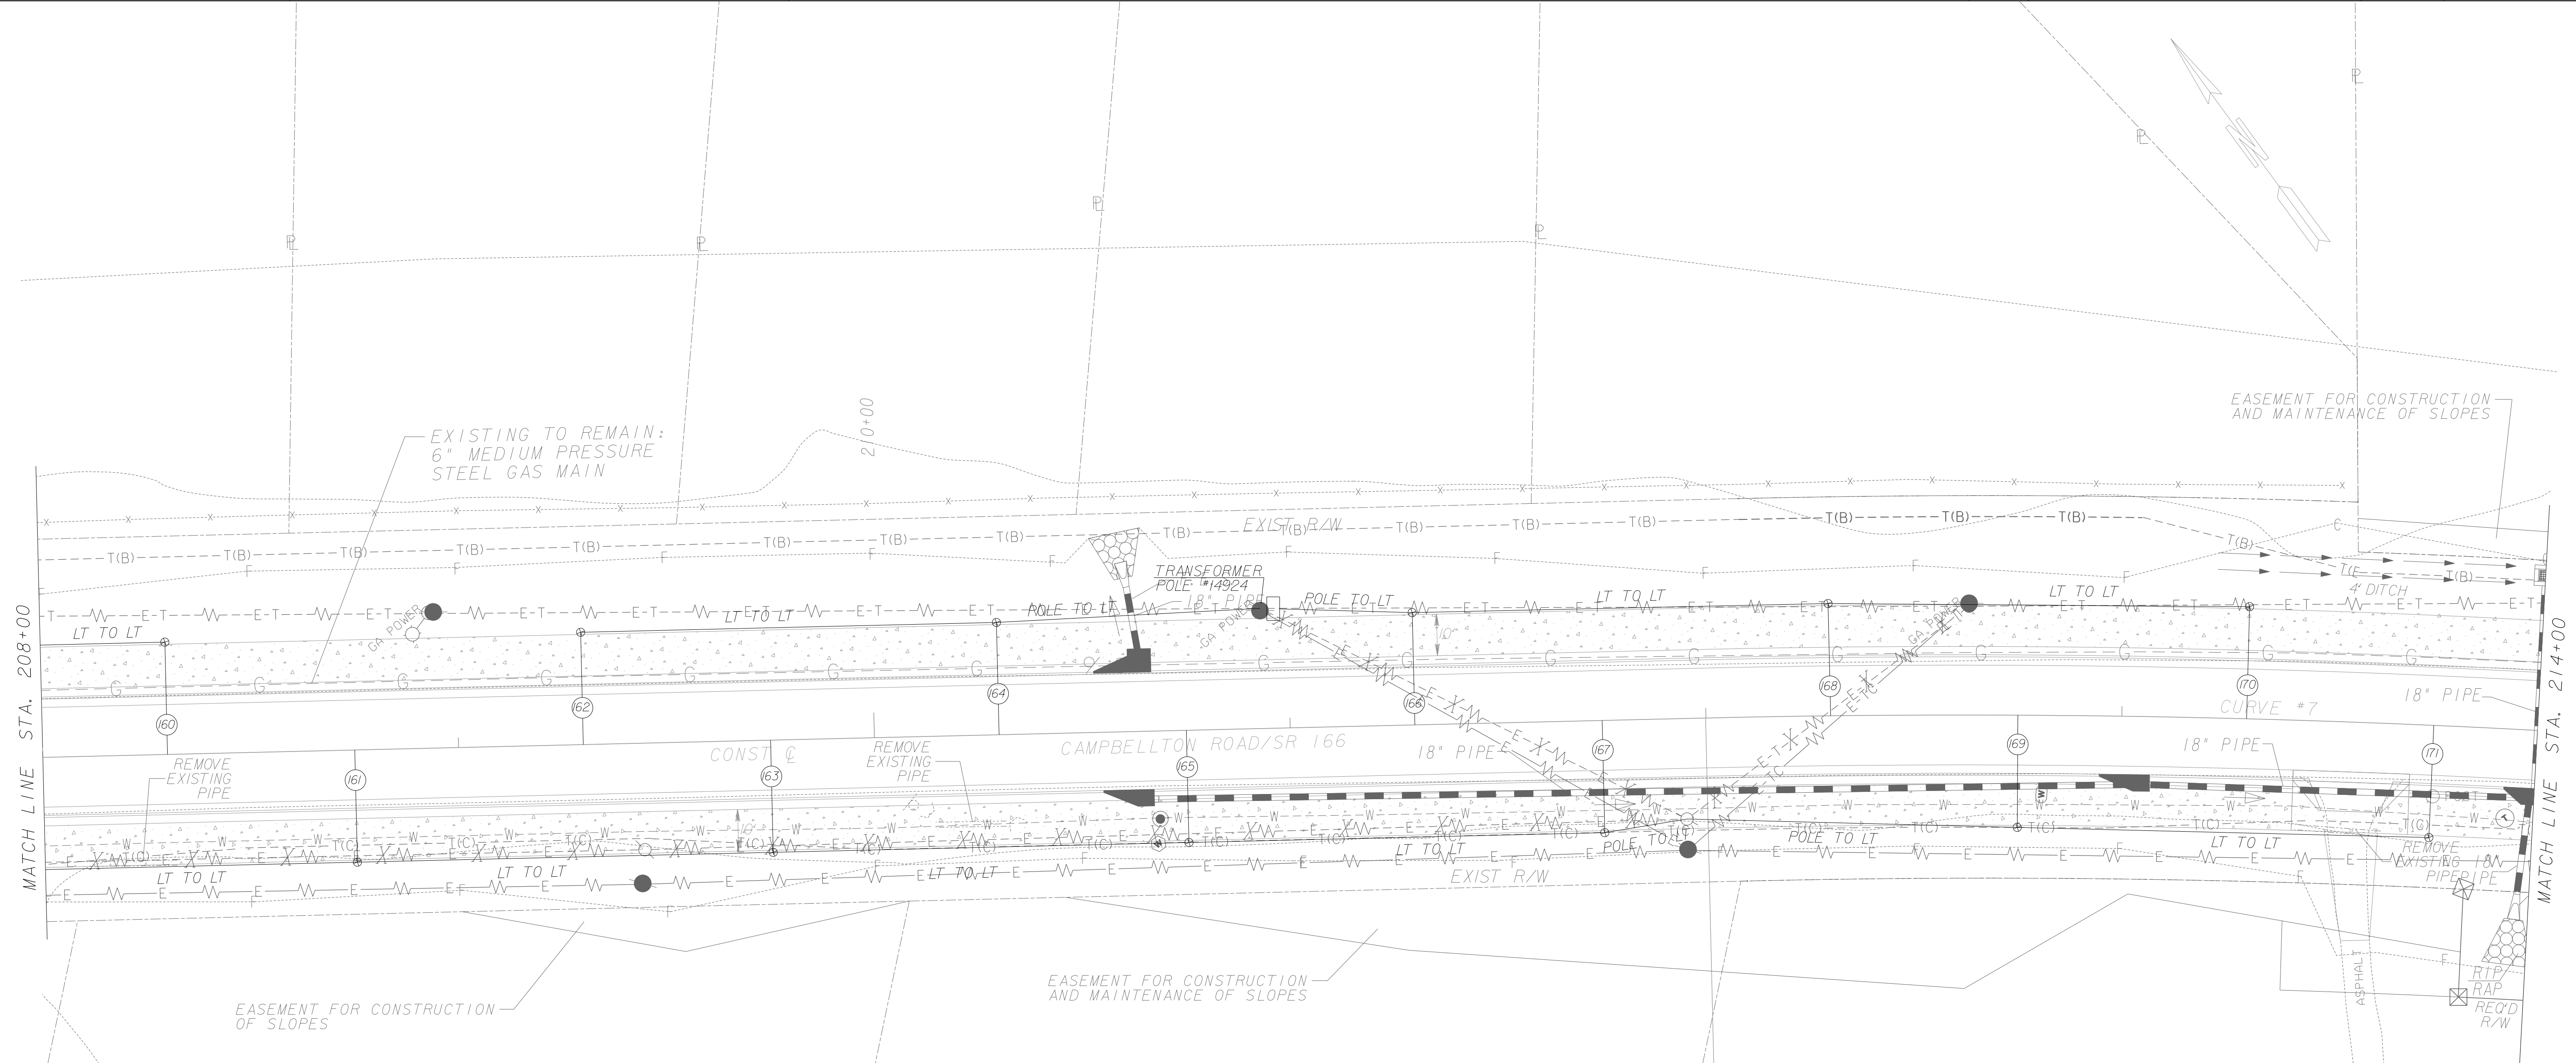 EASEMENT FOR CONSTRUCTION
AND MAINTENANCE OF SLOPES
EXISTING TO REMAIN:
6" MEDIUM PRESSURE
STEEL GAS MAIN
210+00
EXIST R/W
T(B) T(B) T(B) T(B) T(B) T(B) T(B) T(B) T(B) T(B) T(B) T(B) T(B) T(B) T(B) T(B) T(B) T(B)
TRANSFORMER
POLE #14924
18" PIPE
4' DITCH
GA POWER
GA POWER
GA POWER
LT TO LT
LT TO LT
POLE TO LT
POLE TO LT
LT TO LT
LT TO LT
10'
MATCH LINE STA. 208+00
MATCH LINE STA. 214+00
160
162
164
166
168
170
CURVE #7
18" PIPE
CONST ℄
CAMPBELLTON ROAD/SR 166
18" PIPE
18" PIPE
REMOVE
EXISTING
PIPE
REMOVE
EXISTING
PIPE
161
163
165
167
169
171
10'
LT TO LT
LT TO LT
LT TO LT
LT TO LT
POLE TO LT
POLE TO LT
LT TO LT
EXIST R/W
REMOVE
EXISTING
PIPE
18"
PIPE
EASEMENT FOR CONSTRUCTION
OF SLOPES
EASEMENT FOR CONSTRUCTION
AND MAINTENANCE OF SLOPES
ASPHALT
RIP
RAP
REQ'D
R/W